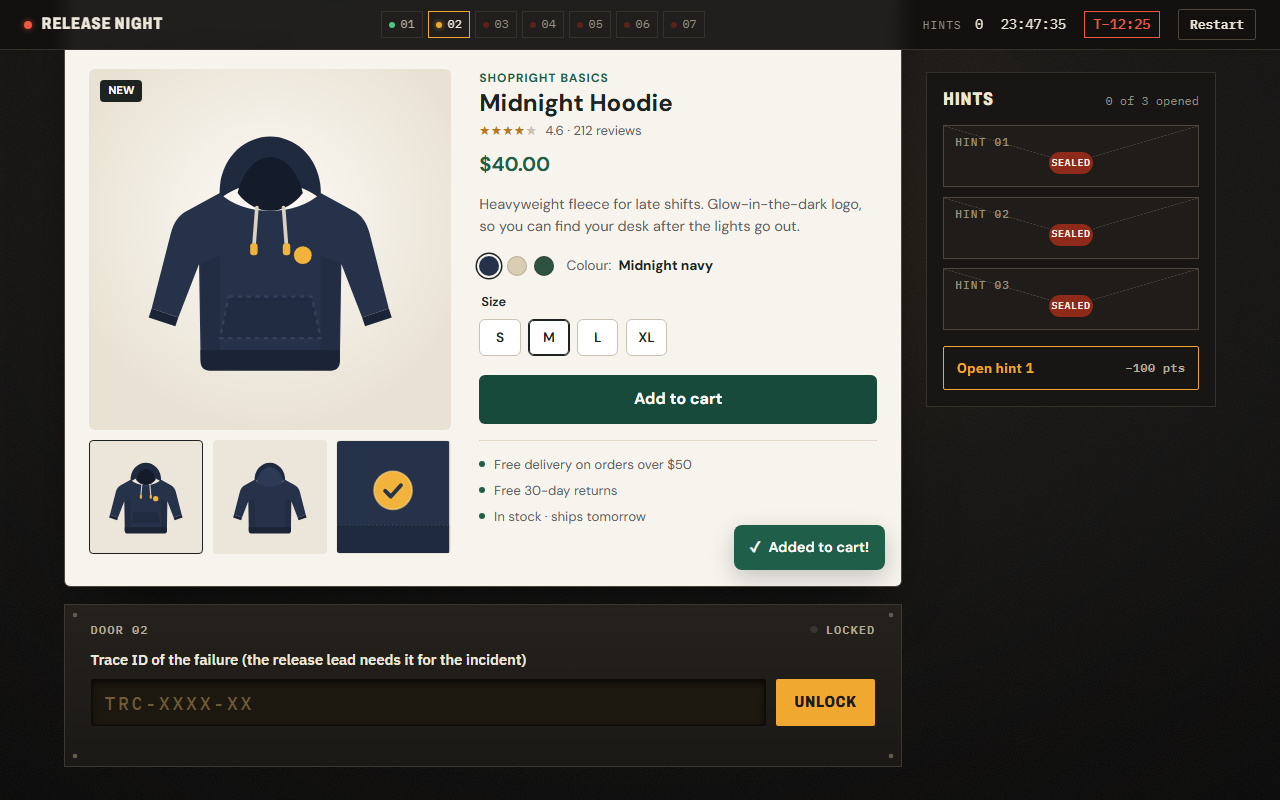 RELEASE NIGHT
01
02
03
04
05
06
07
HINTS 0
23:47:35
T−12:25
Restart
NEW
SHOPRIGHT BASICS
Midnight Hoodie
★★★★★ 4.6 · 212 reviews
$40.00
Heavyweight fleece for late shifts. Glow-in-the-dark logo,
so you can find your desk after the lights go out.
Colour: Midnight navy
Size
S
M
L
XL
Add to cart
Free delivery on orders over $50
Free 30-day returns
In stock · ships tomorrow
✓ Added to cart!
HINTS
0 of 3 opened
HINT 01
SEALED
HINT 02
SEALED
HINT 03
SEALED
Open hint 1
−100 pts
DOOR 02
LOCKED
Trace ID of the failure (the release lead needs it for the incident)
TRC-XXXX-XX
UNLOCK